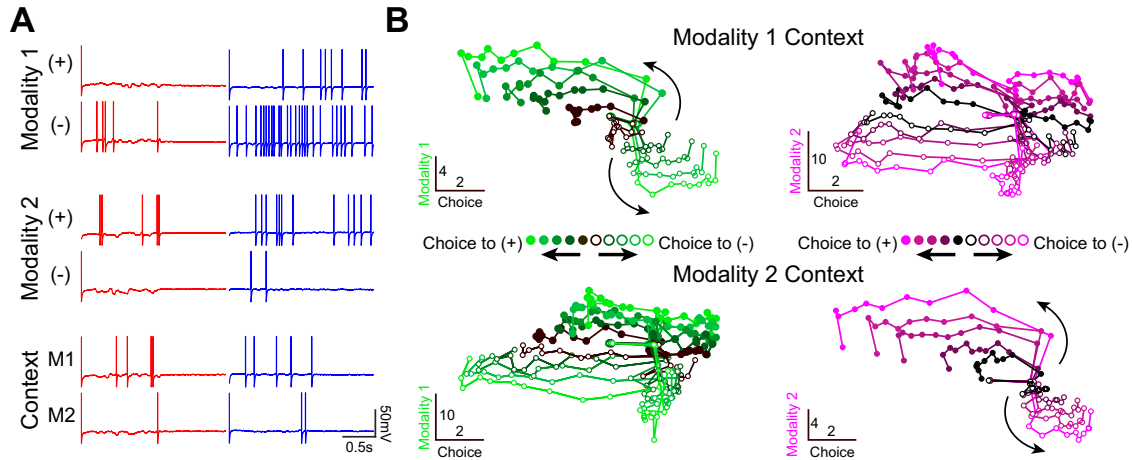 A
B
Modality 1
(+)
(-)
Modality 2
(+)
(-)
Context
M1
M2
50mV
0.5s
Modality 1 Context
Modality 1
4
2
Choice
Modality 2
10
2
Choice
Choice to (+)
Choice to (-)
Choice to (+)
Choice to (-)
Modality 2 Context
Modality 1
10
2
Choice
Modality 2
4
2
Choice